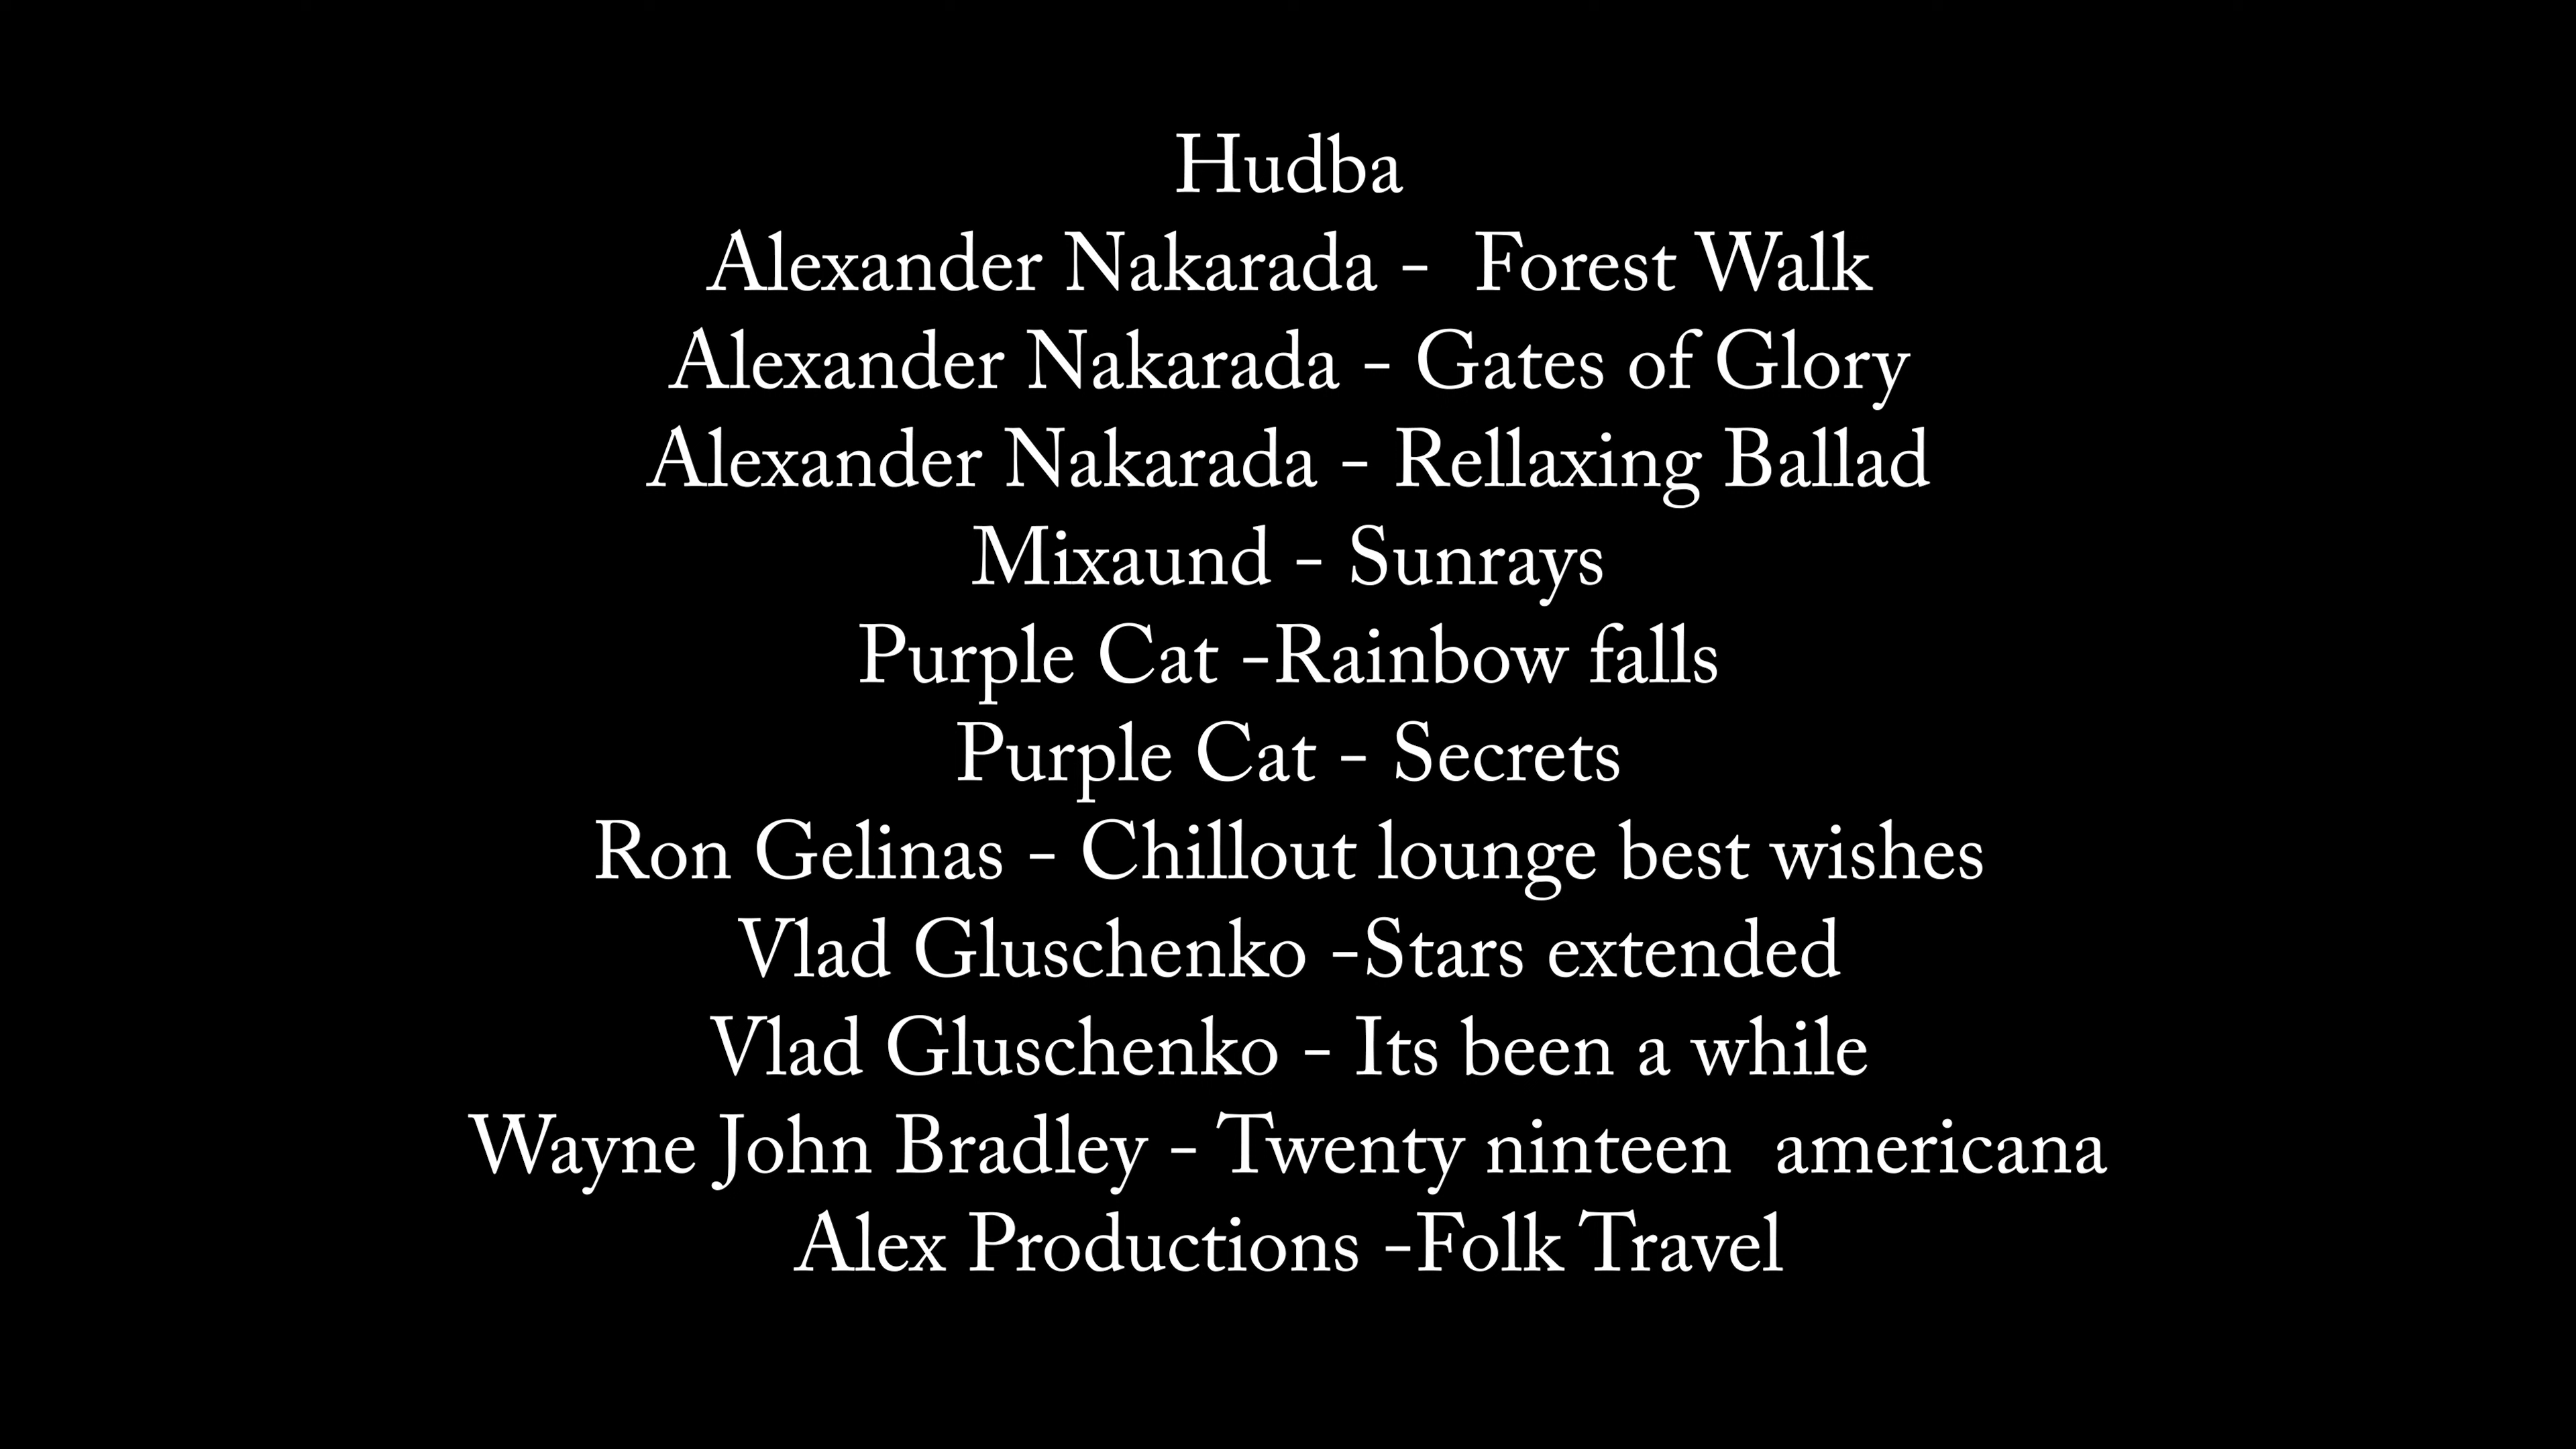 Hudba
Alexander Nakarada -  Forest Walk
Alexander Nakarada - Gates of Glory
Alexander Nakarada - Rellaxing Ballad
Mixaund - Sunrays
Purple Cat -Rainbow falls
Purple Cat - Secrets
Ron Gelinas - Chillout lounge best wishes
Vlad Gluschenko -Stars extended
Vlad Gluschenko - Its been a while
Wayne John Bradley - Twenty ninteen  americana
Alex Productions -Folk Travel